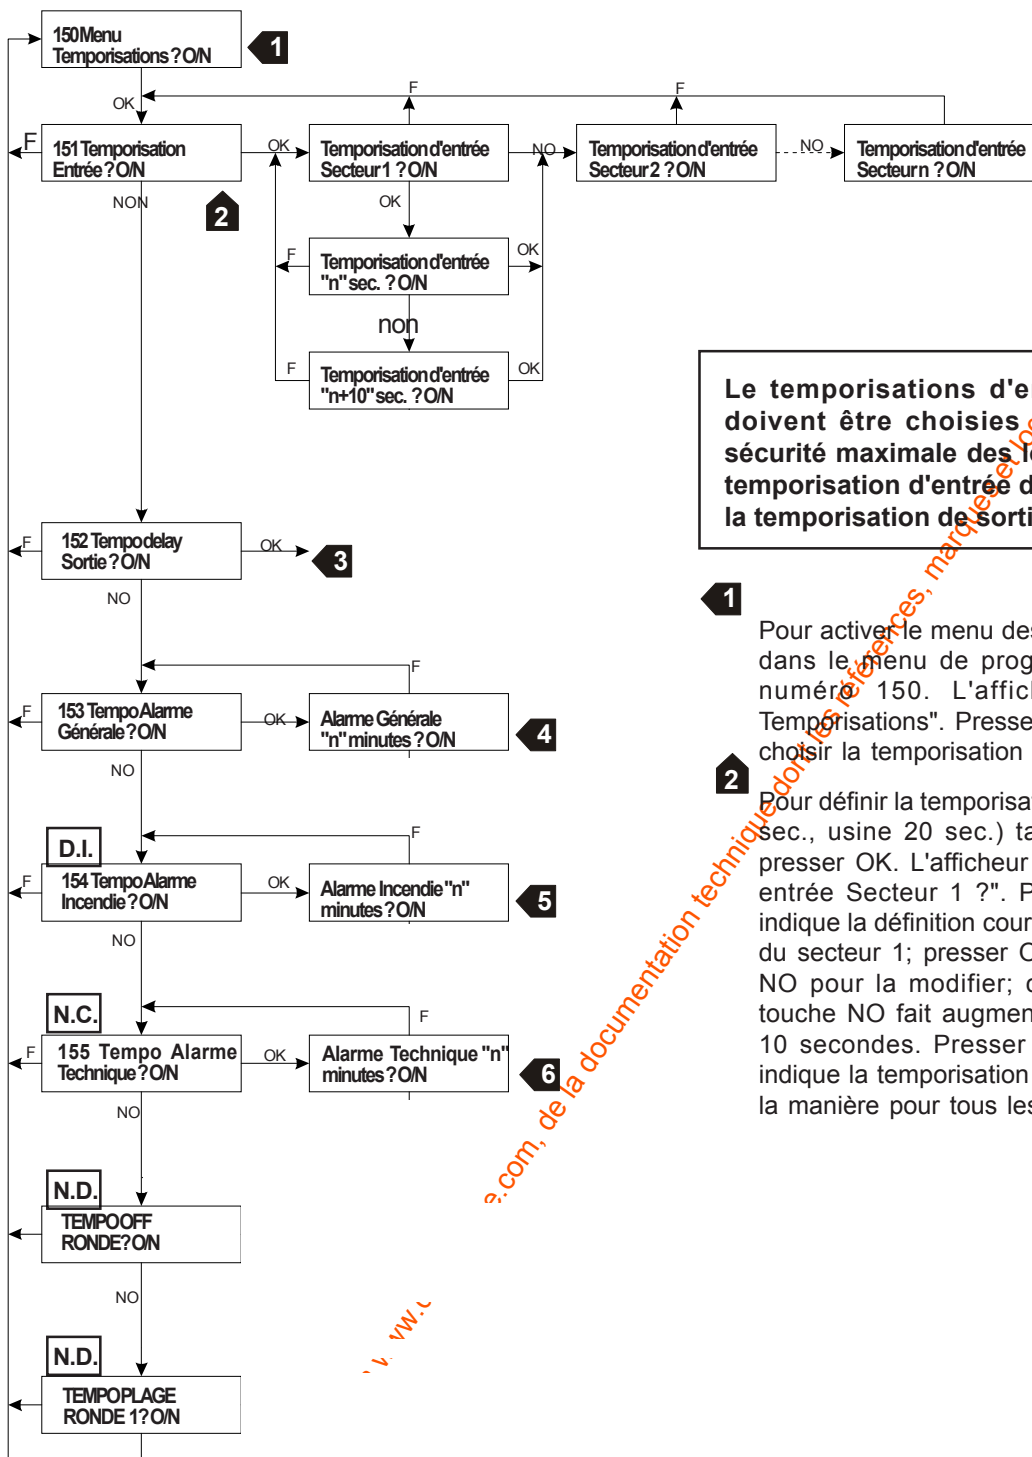 150 Menu
Temporisations ? O/N
1
OK
F
F
F
151 Temporisation
Entrée ? O/N
OK
Temporisation d'entrée
Secteur 1 ? O/N
NO
Temporisation d'entrée
Secteur 2 ? O/N
NO
Temporisation d'entrée
Secteur n ? O/N
NON
2
OK
F
Temporisation d'entrée
"n" sec. ? O/N
OK
non
F
Temporisation d'entrée
"n+10" sec. ? O/N
OK
Le temporisations d'e
doivent être choisies
sécurité maximale des l
temporisation d'entrée d
la temporisation de sorti
F
152 Tempo delay
Sortie ? O/N
OK
3
NO
F
F
153 Tempo Alarme
Générale ? O/N
OK
Alarme Générale
"n" minutes ? O/N
4
NO
F
D.I.
F
154 Tempo Alarme
Incendie ? O/N
OK
Alarme Incendie "n"
minutes ? O/N
5
NO
N.C.
F
F
155 Tempo Alarme
Technique ? O/N
OK
Alarme Technique "n"
minutes ? O/N
6
NO
N.D.
TEMPO OFF
RONDE? O/N
NO
N.D.
TEMPO PLAGE
RONDE 1? O/N
1
Pour activer le menu des
dans le menu de prog
numéro 150. L'affich
Temporisations". Presse
choisir la temporisation
2
Pour définir la temporisat
sec., usine 20 sec.) ta
presser OK. L'afficheur
entrée Secteur 1 ?". P
indique la définition cour
du secteur 1; presser O
NO pour la modifier; c
touche NO fait augmen
10 secondes. Presser
indique la temporisation
la manière pour tous les
e.com, de la documentation technique dont les références, marques et log